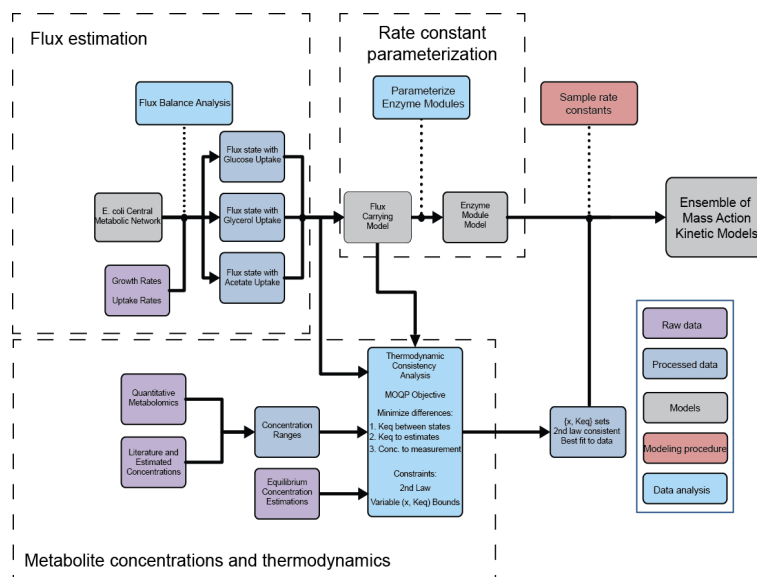 Flux estimation
Rate constant
parameterization
Flux Balance Analysis
Parameterize
Enzyme Modules
Sample rate
constants
Flux state with
Glucose Uptake
E. coli Central
Metabolic Network
Flux state with
Glycerol Uptake
Flux
Carrying
Model
Enzyme
Module
Model
Ensemble of
Mass Action
Kinetic Models
Flux state with
Acetate Uptake
Growth Rates
Uptake Rates
Raw data
Processed data
Models
Modeling procedure
Data analysis
Thermodynamic
Consistency
Analysis
MOQP Objective
Minimize differences:
1. Keq between states
2. Keq to estimates
3. Conc. to measurement
Constraints:
2nd Law
Variable (x, Keq) Bounds
Quantitative
Metabolomics
Literature and
Estimated
Concentrations
Concentration
Ranges
Equilibrium
Concentration
Estimations
{x, Keq} sets
2nd law consistent
Best fit to data
Metabolite concentrations and thermodynamics